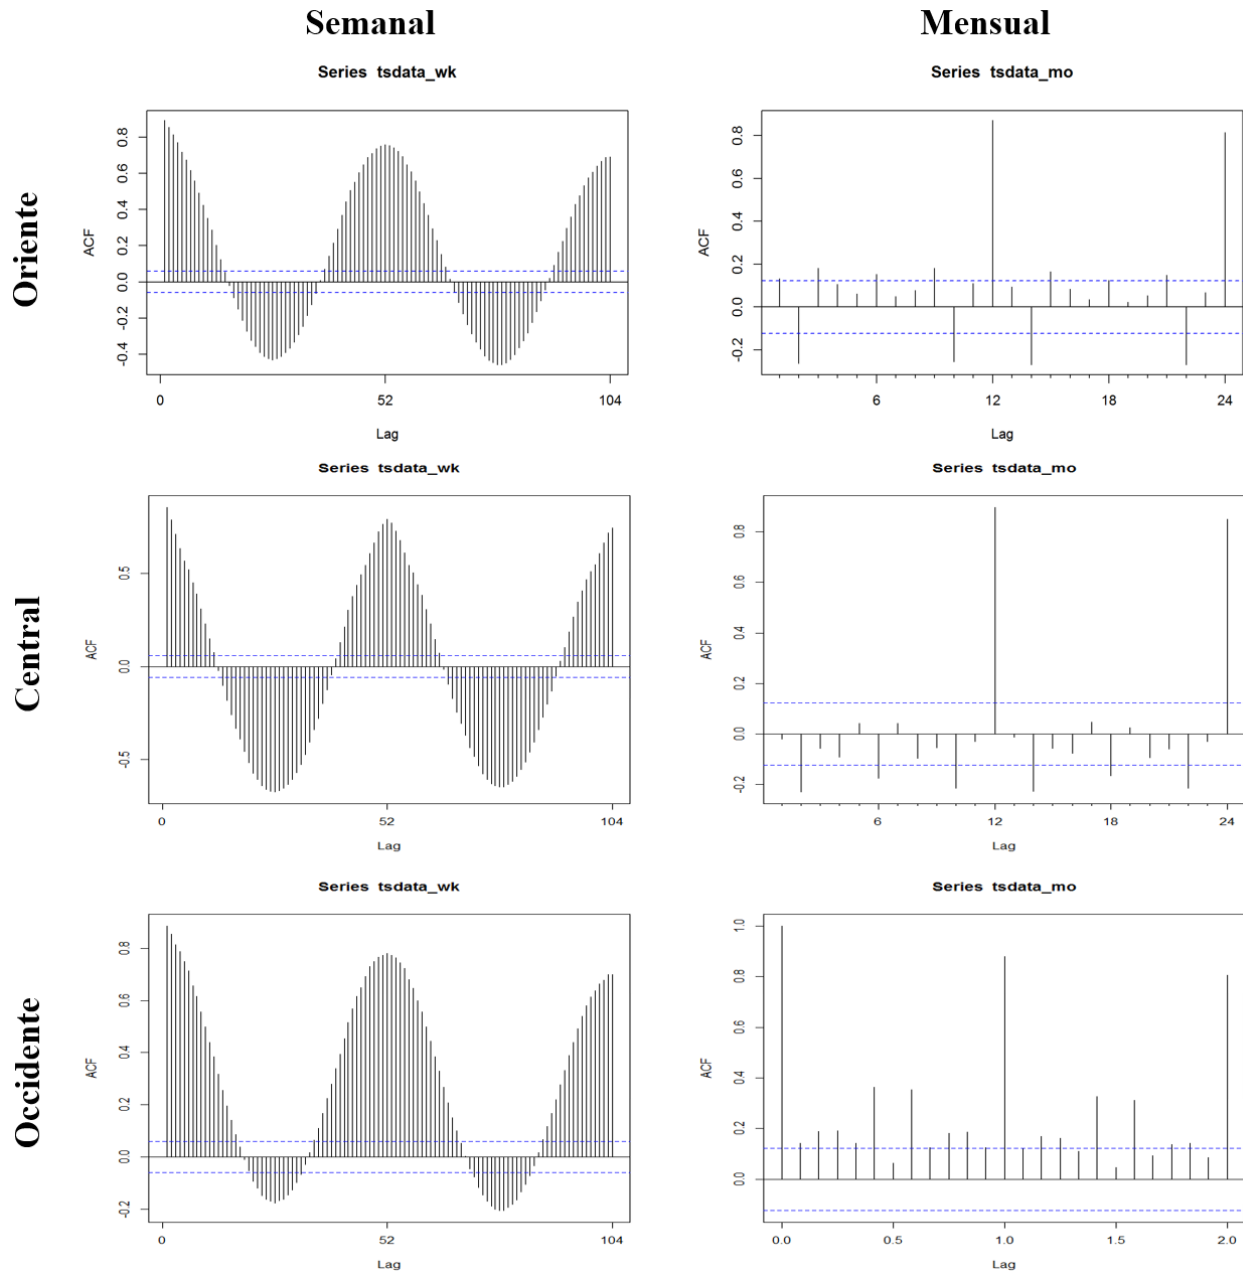 Semanal
Mensual
Oriente
Series tsdata_wk
ACF
0.8
0.6
0.4
0.2
0.0
-0.2
-0.4
0 52 104
Lag
Series tsdata_mo
ACF
0.8
0.6
0.4
0.2
0.0
-0.2
6 12 18 24
Lag
Central
Series tsdata_wk
ACF
0.5
0.0
-0.5
0 52 104
Lag
Series tsdata_mo
ACF
0.8
0.6
0.4
0.2
0.0
-0.2
6 12 18 24
Lag
Occidente
Series tsdata_wk
ACF
0.8
0.6
0.4
0.2
0.0
-0.2
0 52 104
Lag
Series tsdata_mo
ACF
1.0
0.8
0.6
0.4
0.2
0.0
0.0 0.5 1.0 1.5 2.0
Lag